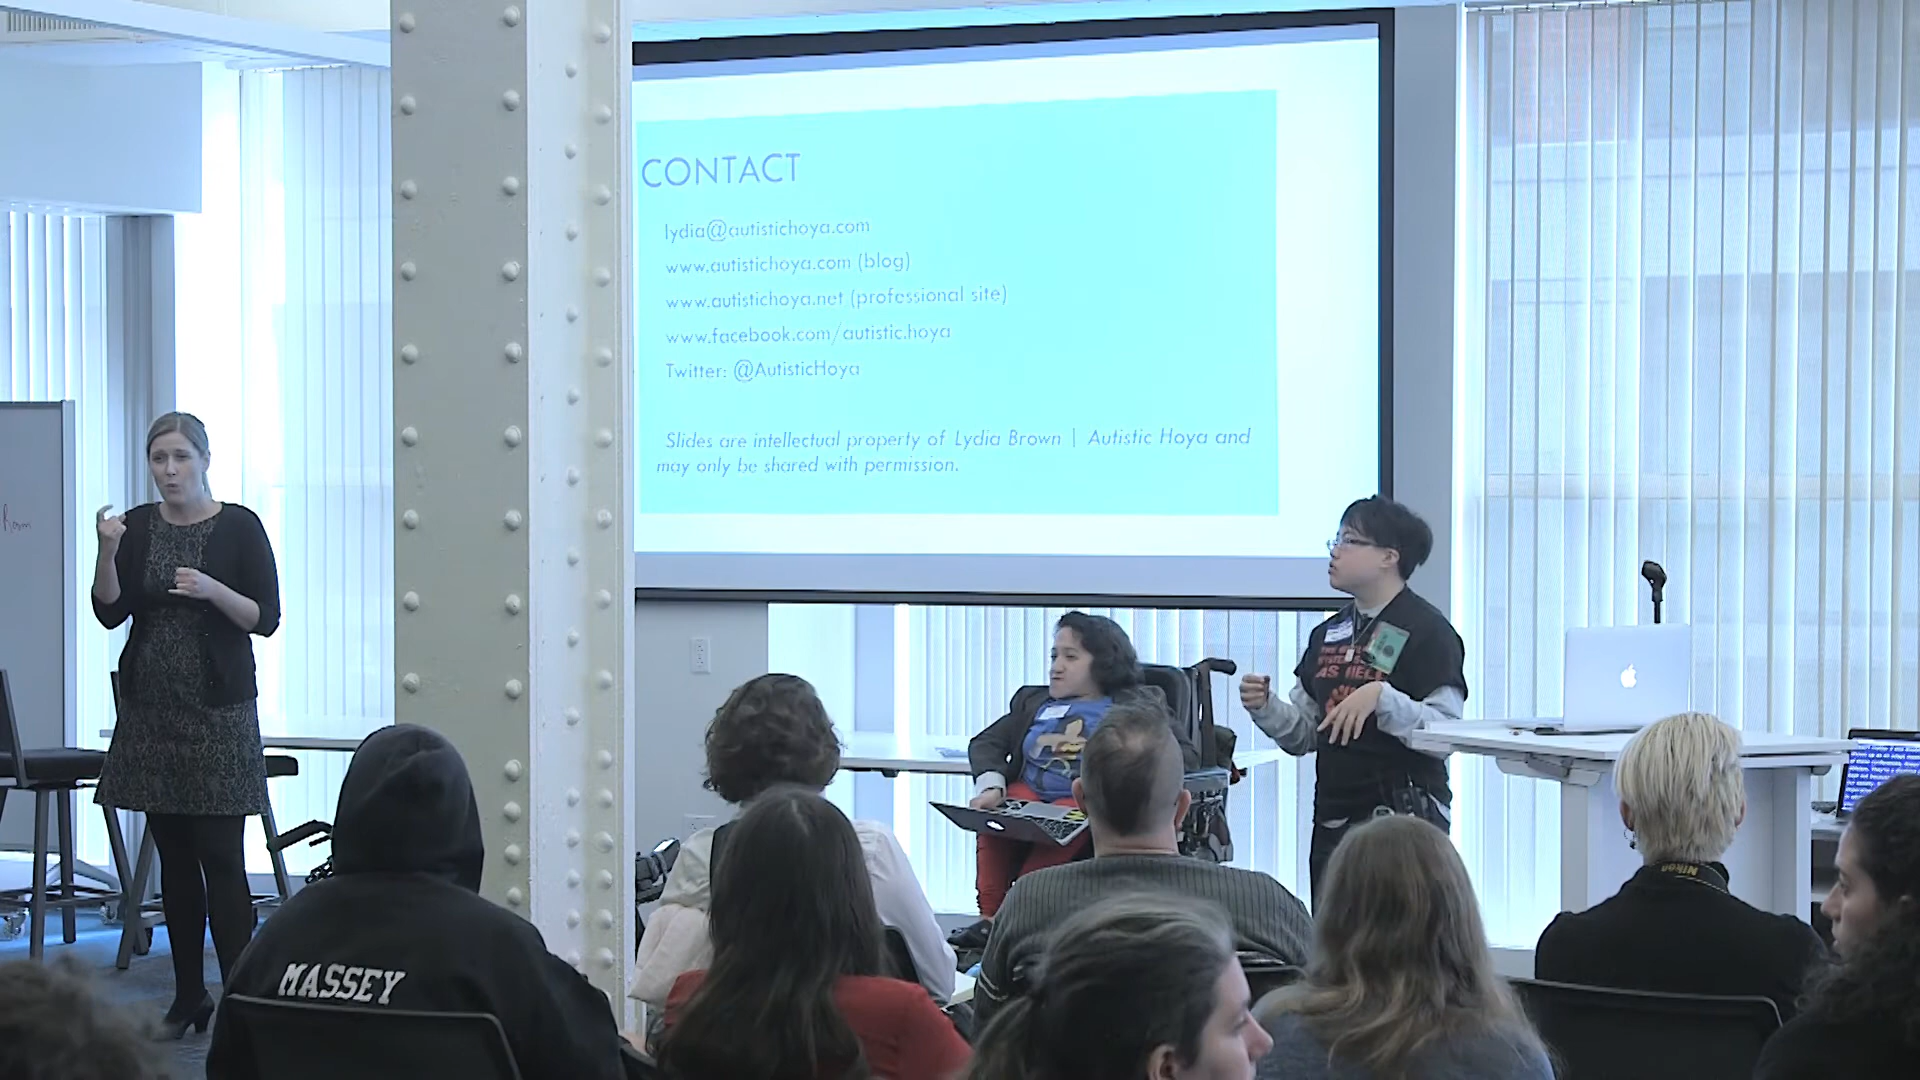 CONTACT
lydia@autistichoya.com
www.autistichoya.com (blog)
www.autistichoya.net (professional site)
www.facebook.com/autistic.hoya
Twitter: @AutisticHoya
Slides are intellectual property of Lydia Brown | Autistic Hoya and
may only be shared with permission.
AS HELL
Nikon
MASSEY